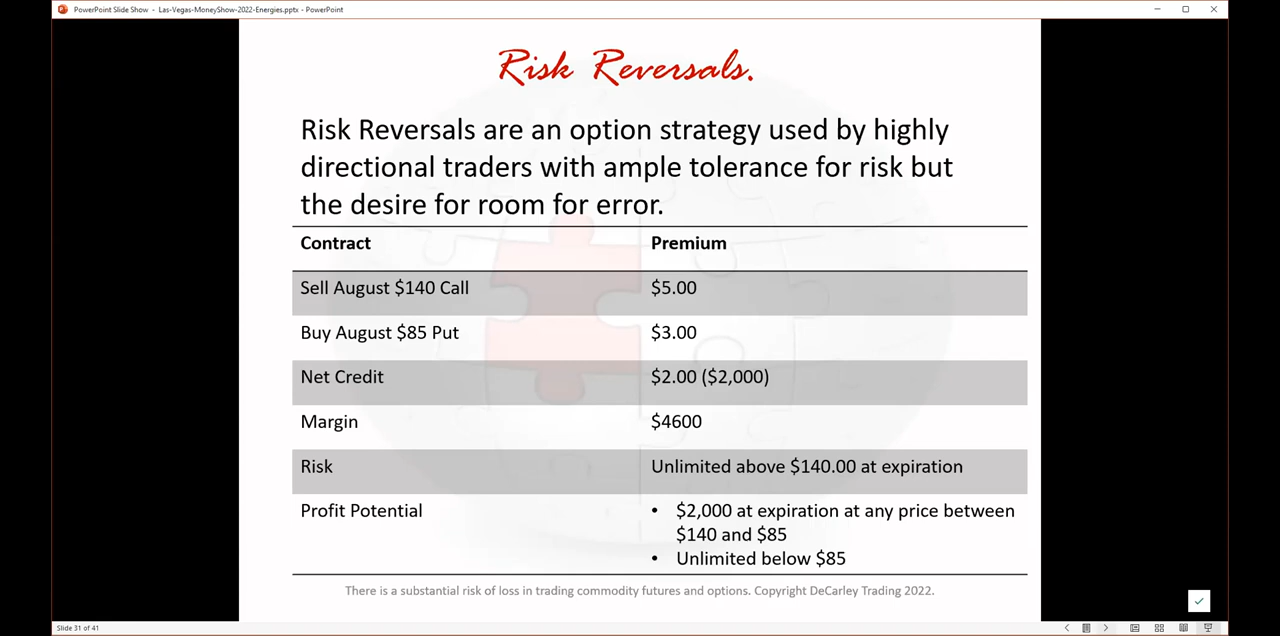 PowerPoint Slide Show - Las-Vegas-MoneyShow-2022-Energies.pptx - PowerPoint
Risk Reversals.
Risk Reversals are an option strategy used by highly
directional traders with ample tolerance for risk but
the desire for room for error.
Contract Premium
Sell August $140 Call $5.00
Buy August $85 Put $3.00
Net Credit $2.00 ($2,000)
Margin $4600
Risk Unlimited above $140.00 at expiration
Profit Potential • $2,000 at expiration at any price between
$140 and $85
• Unlimited below $85
There is a substantial risk of loss in trading commodity futures and options. Copyright DeCarley Trading 2022.
Slide 31 of 41